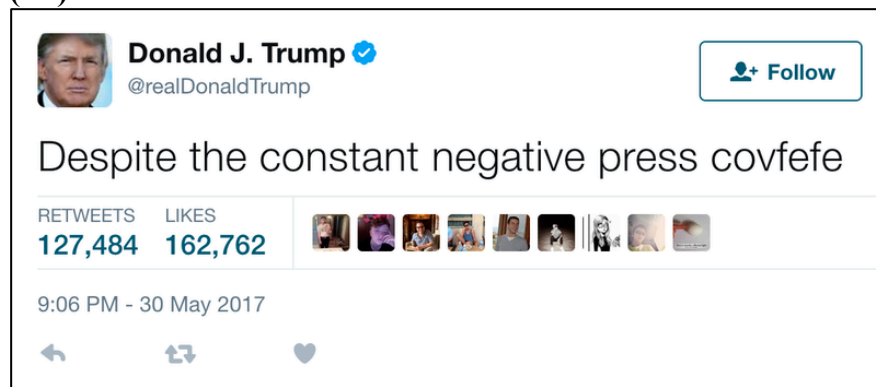 Donald J. Trump
@realDonaldTrump
Follow
Despite the constant negative press covfefe
RETWEETS LIKES
127,484 162,762
9:06 PM - 30 May 2017